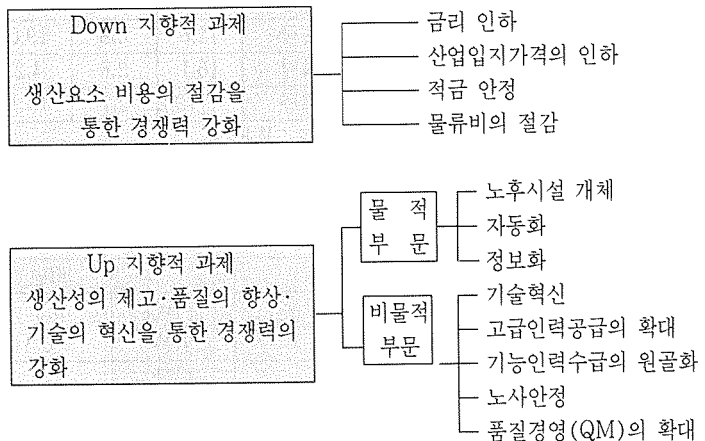 Down 지향적 과제
생산요소 비용의 절감을
통한 경쟁력 강화
금리 인하
산업입지가격의 인하
적금 안정
물류비의 절감
Up 지향적 과제
생산성의 제고·품질의 향상·
기술의 혁신을 통한 경쟁력의
강화
물 적
부 문
노후시설 개체
자동화
정보화
비물적
부문
기술혁신
고급인력공급의 확대
기능인력수급의 원골화
노사안정
품질경영(QM)의 확대